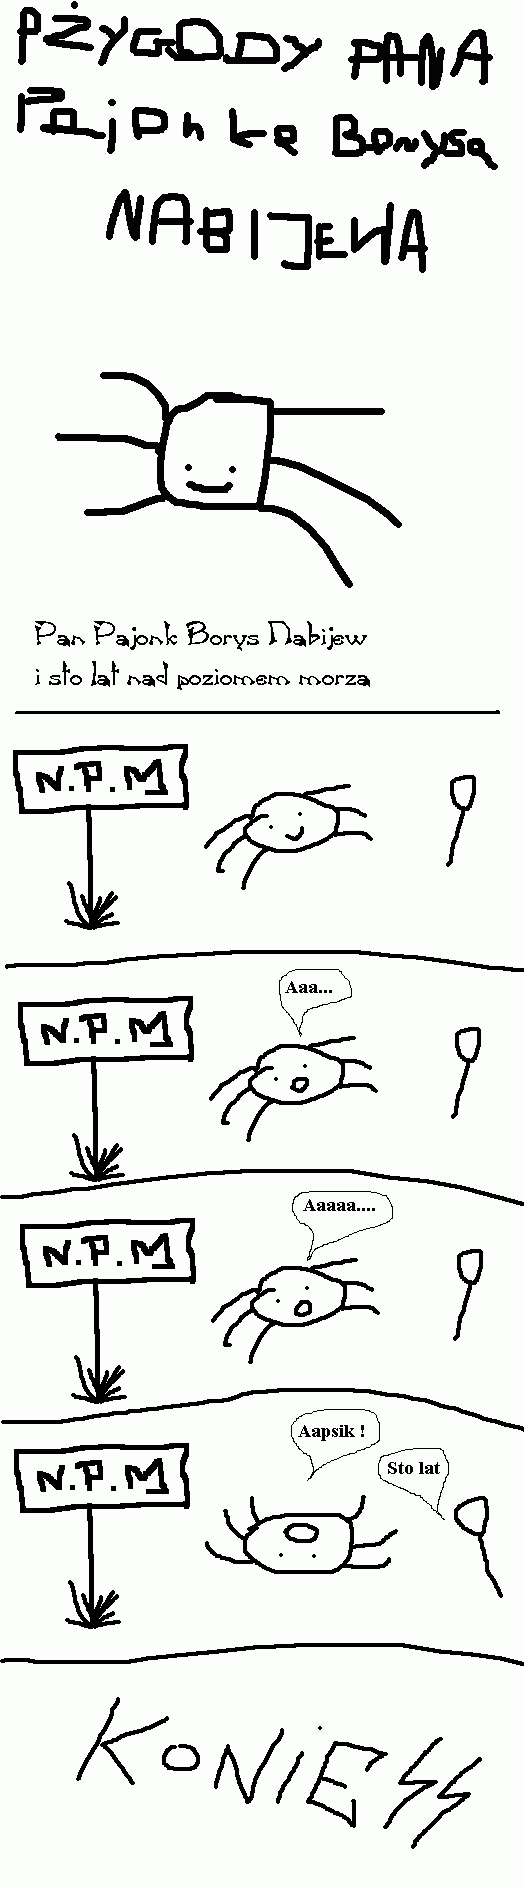 PŻYGODY PANA
PAJONKA BORYSA
NABIJEWA
Pan Pajonk Borys Nabijew
i sto lat nad poziomem morza
N.P.M
N.P.M
Aaa...
N.P.M
Aaaaa....
N.P.M
Aapsik !
Sto lat
KONIESS